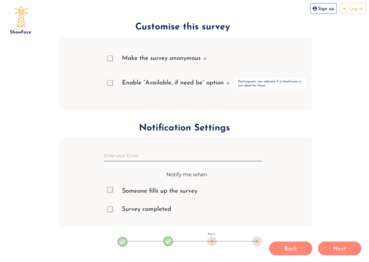 Sign up
Log in
ShowFace
Customise this survey
Make the survey anonymous
Enable “Available, if need be” option
Participants can indicate if a timeframe is
not ideal for them.
Notification Settings
Enter your Email
Notify me when
Someone fills up the survey
Survey completed
Step 3
Back
Next